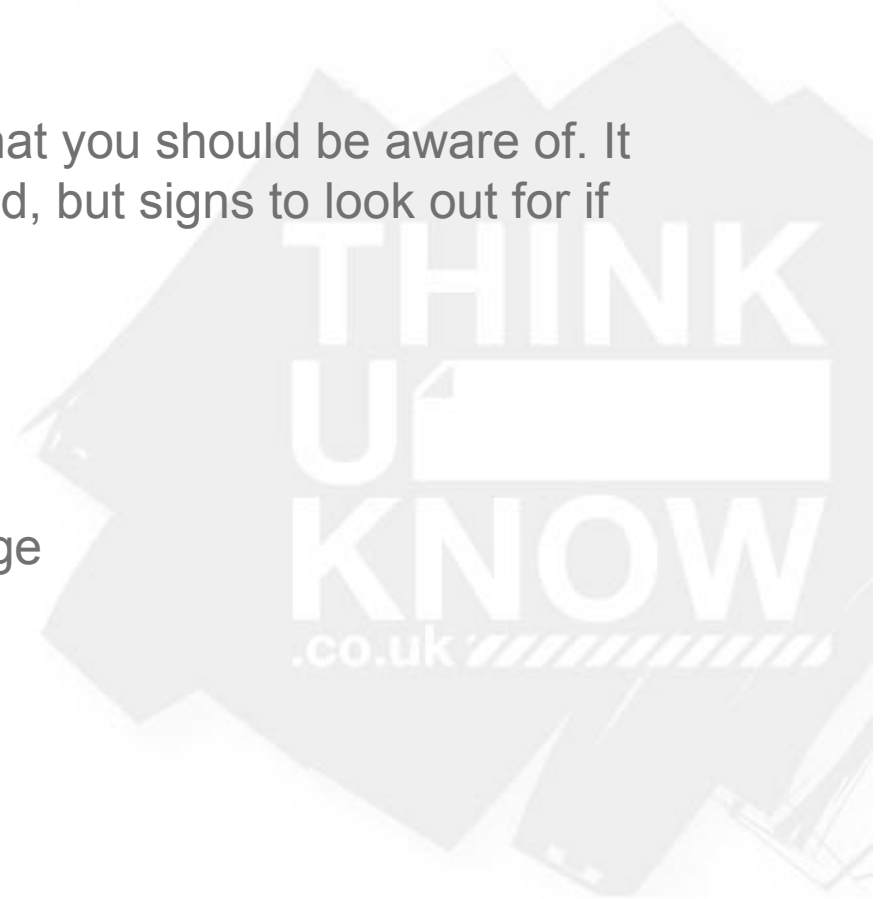 hat you should be aware of. It
d, but signs to look out for if
THINK
U
KNOW
ge
.co.uk